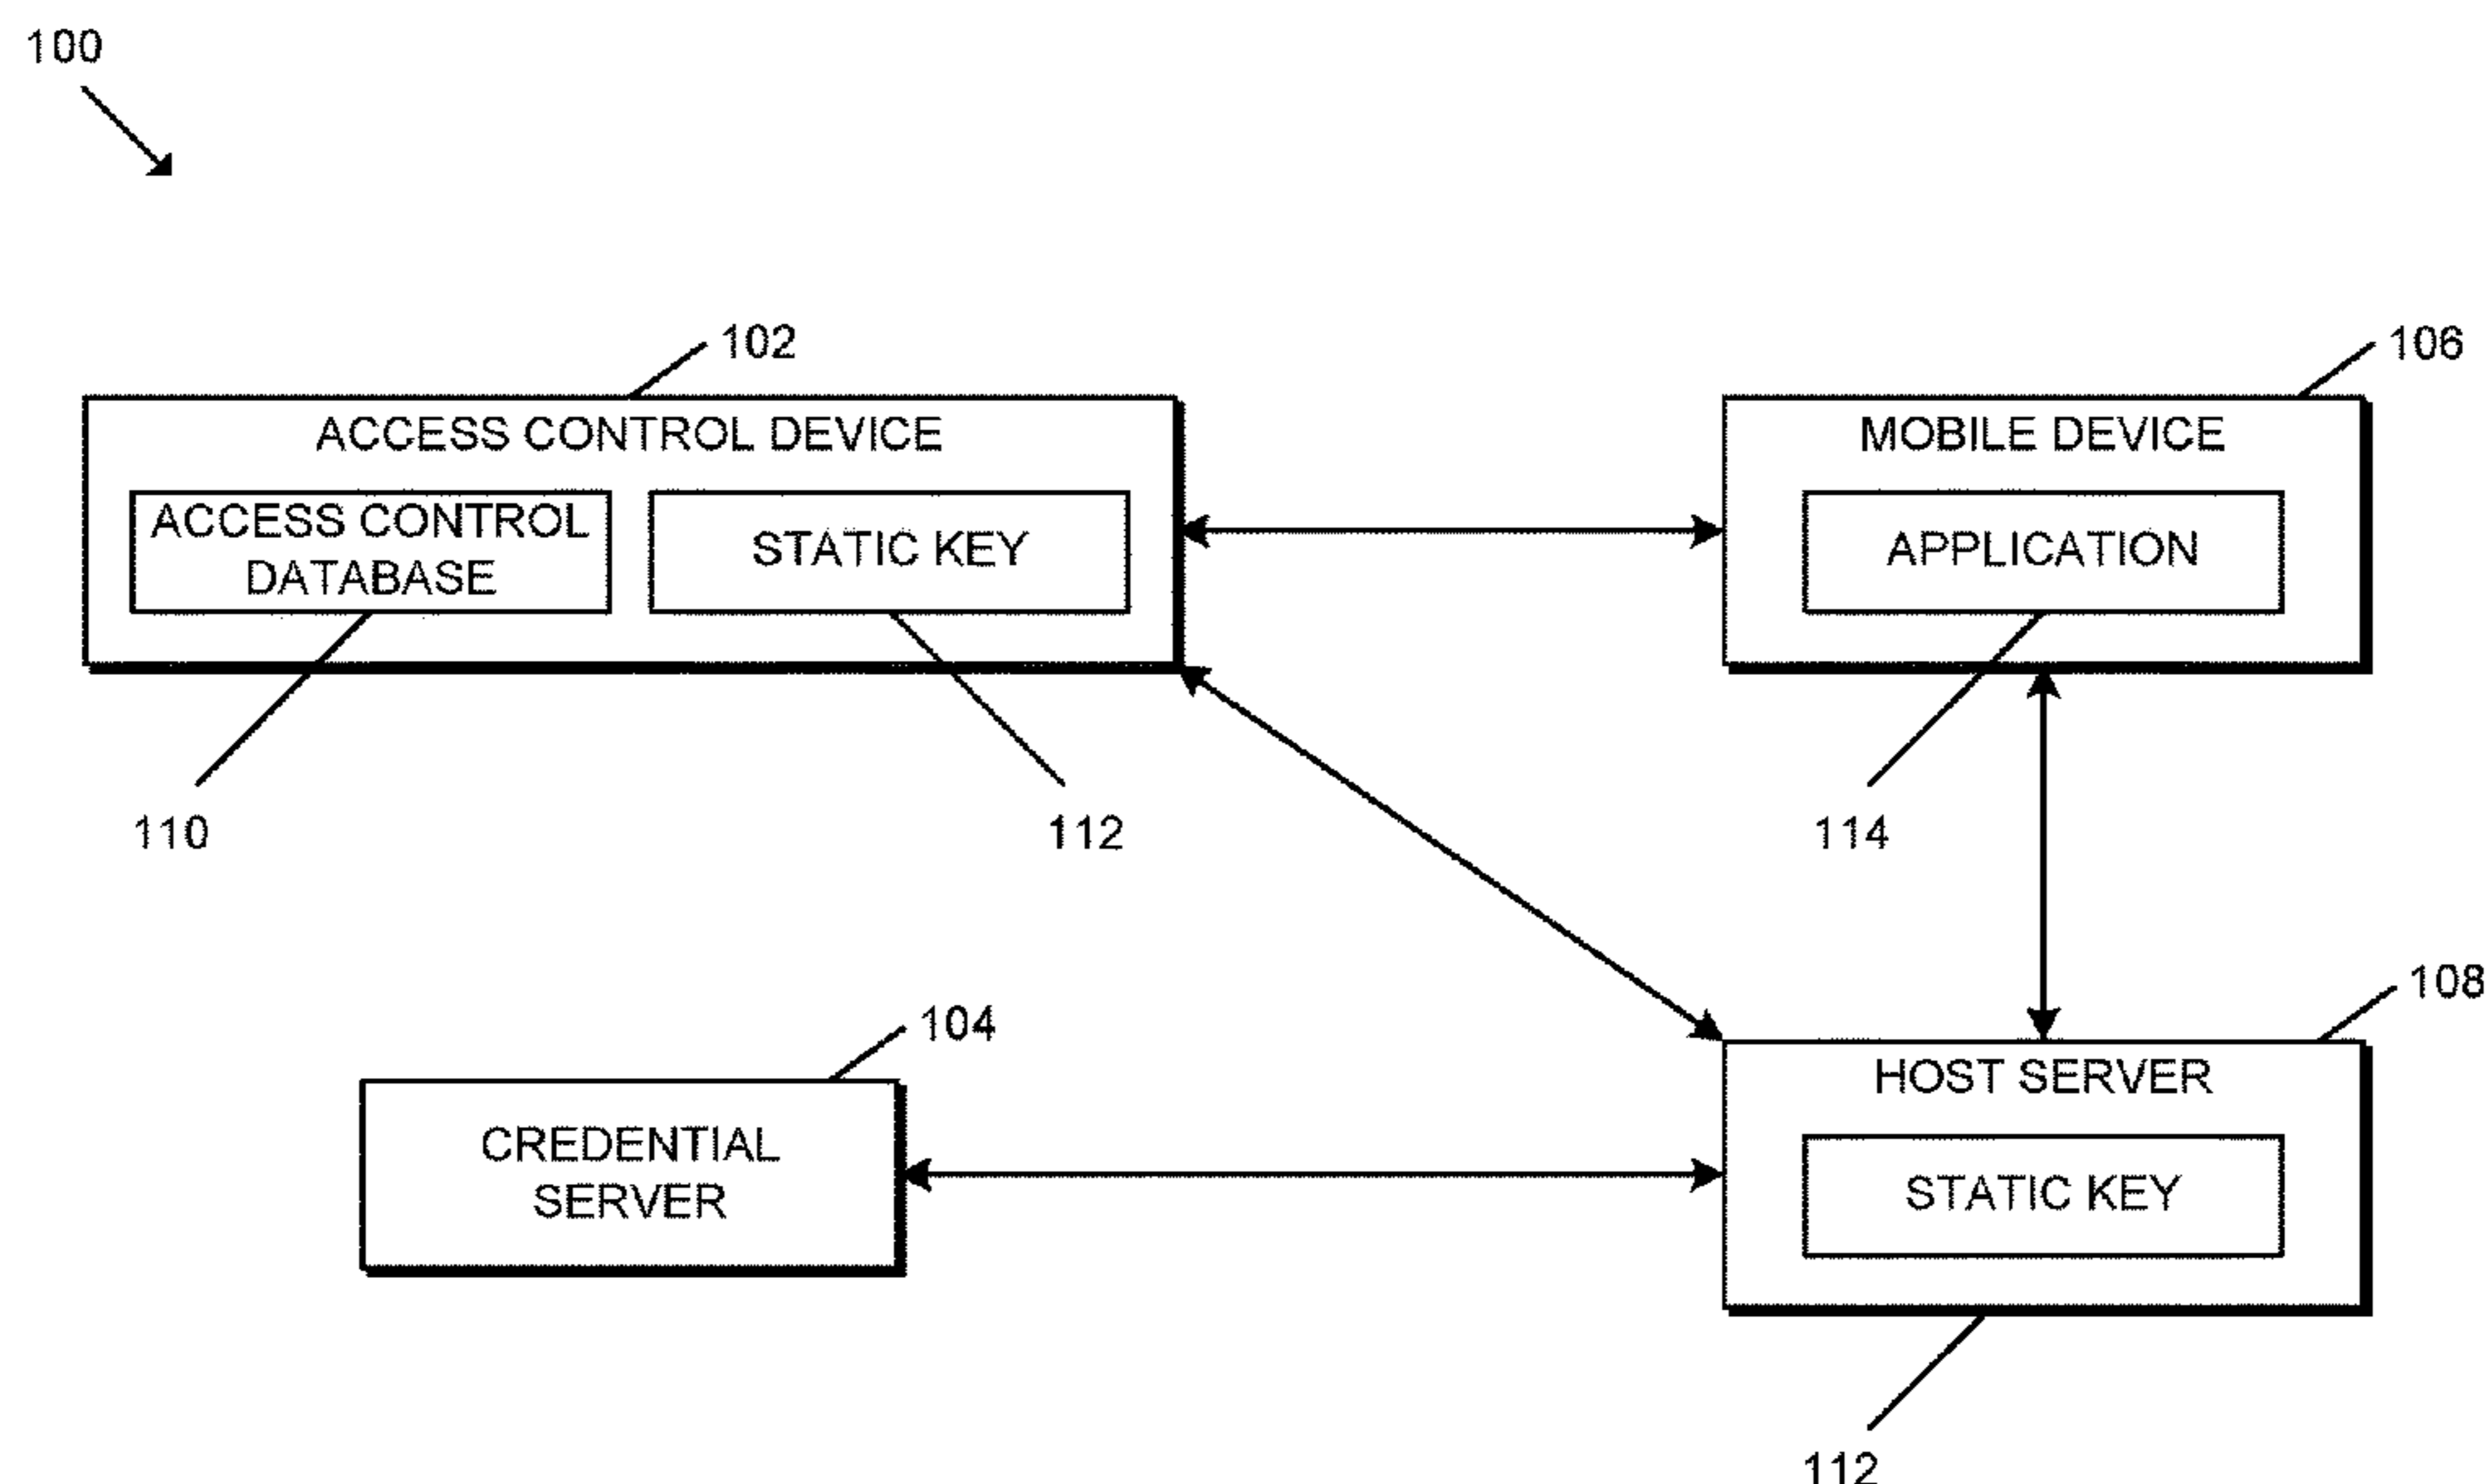 100
102
106
ACCESS CONTROL DEVICE
MOBILE DEVICE
ACCESS CONTROL
DATABASE
STATIC KEY
APPLICATION
110
112
114
108
104
HOST SERVER
CREDENTIAL
SERVER
STATIC KEY
112